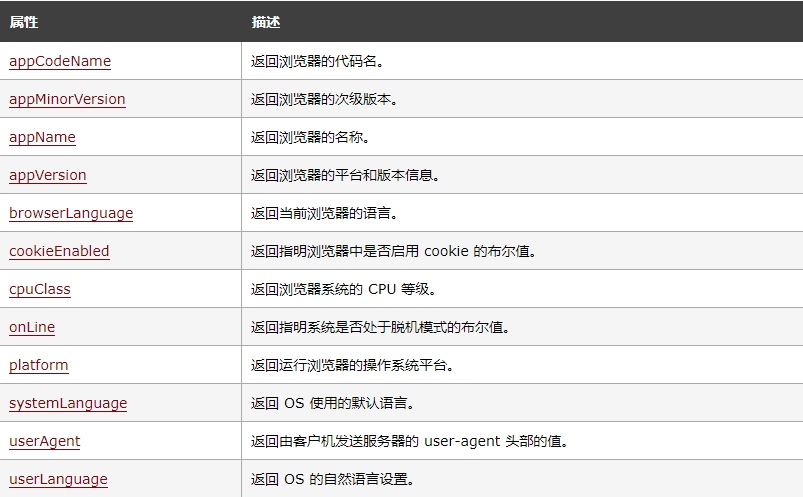 属性 描述
appCodeName 返回浏览器的代码名。
appMinorVersion 返回浏览器的次级版本。
appName 返回浏览器的名称。
appVersion 返回浏览器的平台和版本信息。
browserLanguage 返回当前浏览器的语言。
cookieEnabled 返回指明浏览器中是否启用 cookie 的布尔值。
cpuClass 返回浏览器系统的 CPU 等级。
onLine 返回指明系统是否处于脱机模式的布尔值。
platform 返回运行浏览器的操作系统平台。
systemLanguage 返回 OS 使用的默认语言。
userAgent 返回由客户机发送服务器的 user-agent 头部的值。
userLanguage 返回 OS 的自然语言设置。